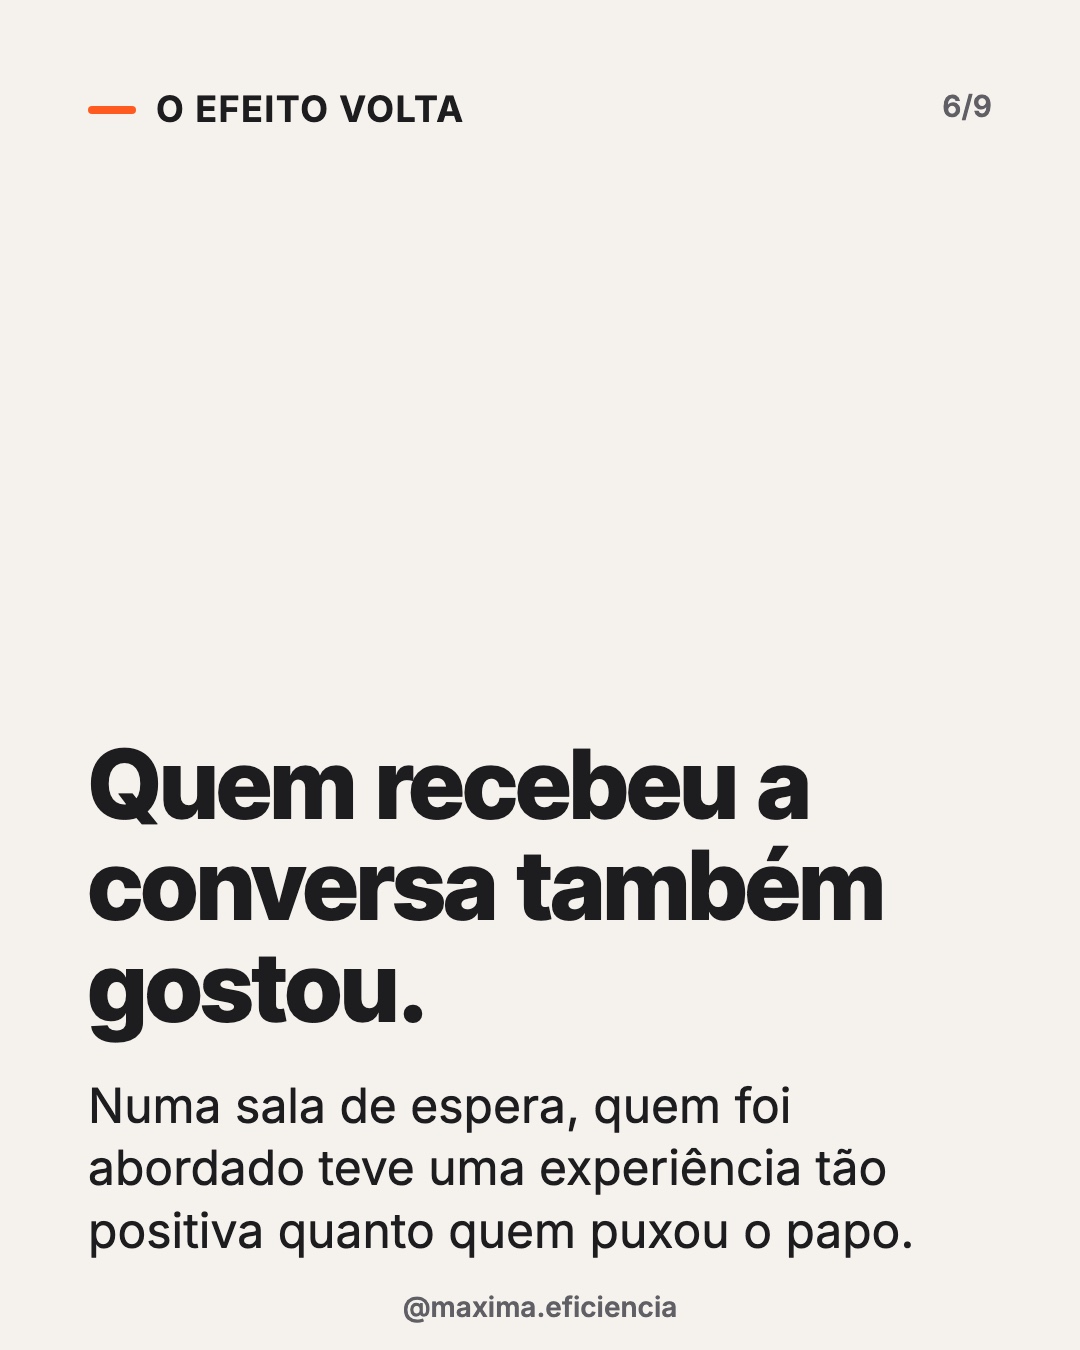 O EFEITO VOLTA
6/9
Quem recebeu a
conversa também
gostou.
Numa sala de espera, quem foi
abordado teve uma experiência tão
positiva quanto quem puxou o papo.
@maxima.eficiencia